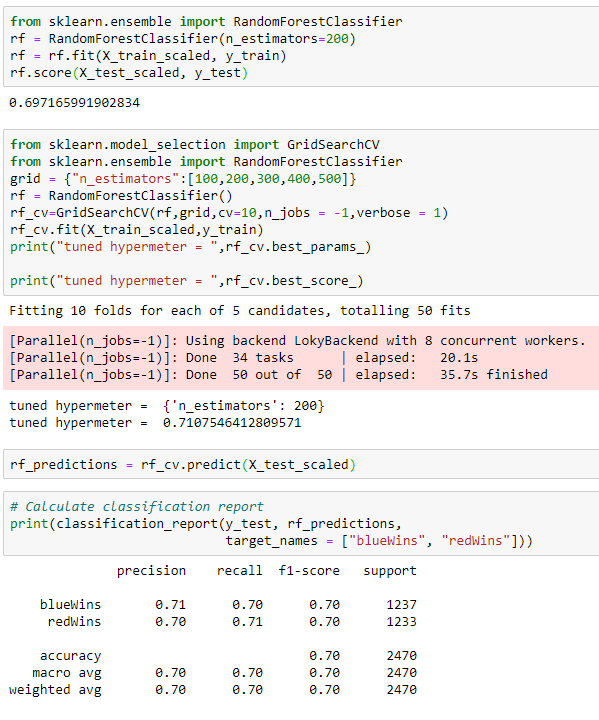 from sklearn.ensemble import RandomForestClassifier
rf = RandomForestClassifier(n_estimators=200)
rf = rf.fit(X_train_scaled, y_train)
rf.score(X_test_scaled, y_test)
0.697165991902834
from sklearn.model_selection import GridSearchCV
from sklearn.ensemble import RandomForestClassifier
grid = {"n_estimators":[100,200,300,400,500]}
rf = RandomForestClassifier()
rf_cv=GridSearchCV(rf,grid,cv=10,n_jobs = -1,verbose = 1)
rf_cv.fit(X_train_scaled,y_train)
print("tuned hypermeter = ",rf_cv.best_params_)
print("tuned hypermeter = ",rf_cv.best_score_)
Fitting 10 folds for each of 5 candidates, totalling 50 fits
[Parallel(n_jobs=-1)]: Using backend LokyBackend with 8 concurrent workers.
[Parallel(n_jobs=-1)]: Done  34 tasks      | elapsed:   20.1s
[Parallel(n_jobs=-1)]: Done  50 out of  50 | elapsed:   35.7s finished
tuned hypermeter =  {'n_estimators': 200}
tuned hypermeter =  0.7107546412809571
rf_predictions = rf_cv.predict(X_test_scaled)
# Calculate classification report
print(classification_report(y_test, rf_predictions,
                            target_names = ["blueWins", "redWins"]))
              precision    recall  f1-score   support
    blueWins       0.71      0.70      0.70      1237
     redWins       0.70      0.71      0.70      1233
    accuracy                           0.70      2470
   macro avg       0.70      0.70      0.70      2470
weighted avg       0.70      0.70      0.70      2470